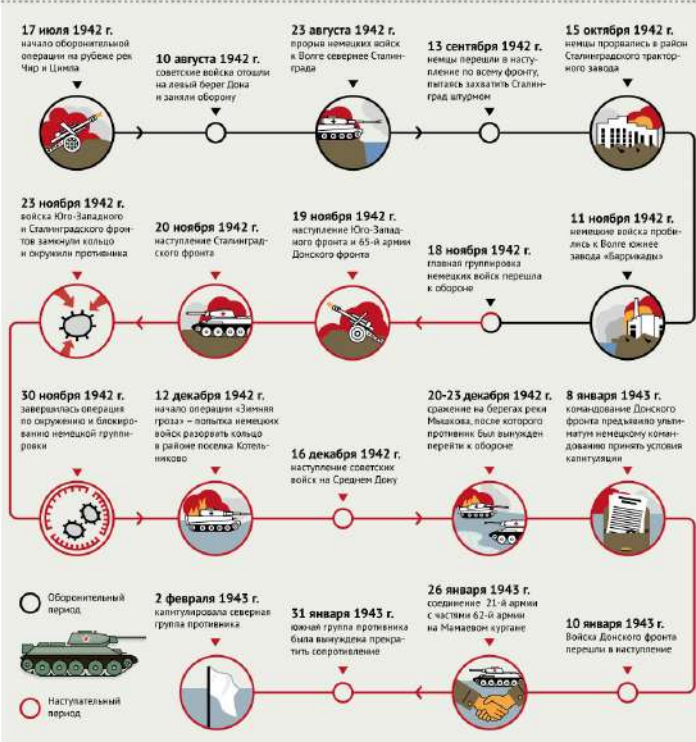 17 июля 1942 г.
начало оборонительной
операции на рубеже рек
Чир и Цимла
10 августа 1942 г.
советские войска отошли
на левый берег Дона
и заняли оборону
23 августа 1942 г.
прорыв немецких войск
к Волге севернее Сталин-
града
13 сентября 1942 г.
немцы перешли в насту-
пление по всему фронту,
пытаясь захватить Сталин-
град штурмом
15 октября 1942 г.
немцы прорвались в район
Сталинградского трактор-
ного завода
11 ноября 1942 г.
немецкие войска проби-
лись к Волге южнее
завода «Баррикады»
18 ноября 1942 г.
главная группировка
немецких войск перешла
к обороне
19 ноября 1942 г.
наступление Юго-Запад-
ного фронта и 65-й армии
Донского фронта
20 ноября 1942 г.
наступление Сталинград-
ского фронта
23 ноября 1942 г.
войска Юго-Западного
и Сталинградского фрон-
тов замкнули кольцо
и окружили противника
30 ноября 1942 г.
завершилась операция
по окружению и блокиро-
ванию немецкой группи-
ровки
12 декабря 1942 г.
начало операции «Зимняя
гроза» – попытка немецких
войск разорвать кольцо
в районе поселка Котель-
никово
16 декабря 1942 г.
наступление советских
войск на Среднем Дону
20-23 декабря 1942 г.
сражение на берегах реки
Мышкова, после которого
противник был вынужден
перейти к обороне
8 января 1943 г.
командование Донского
фронта предъявило ульти-
матум немецкому коман-
дованию принять условия
капитуляции
10 января 1943 г.
Войска Донского фронта
перешли в наступление
26 января 1943 г.
соединение 21-й армии
с частями 62-й армии
на Мамаевом кургане
31 января 1943 г.
южная группа противника
была вынуждена прекра-
тить сопротивление
2 февраля 1943 г.
капитулировала северная
группа противника
Оборонительный
период
Наступательный
период